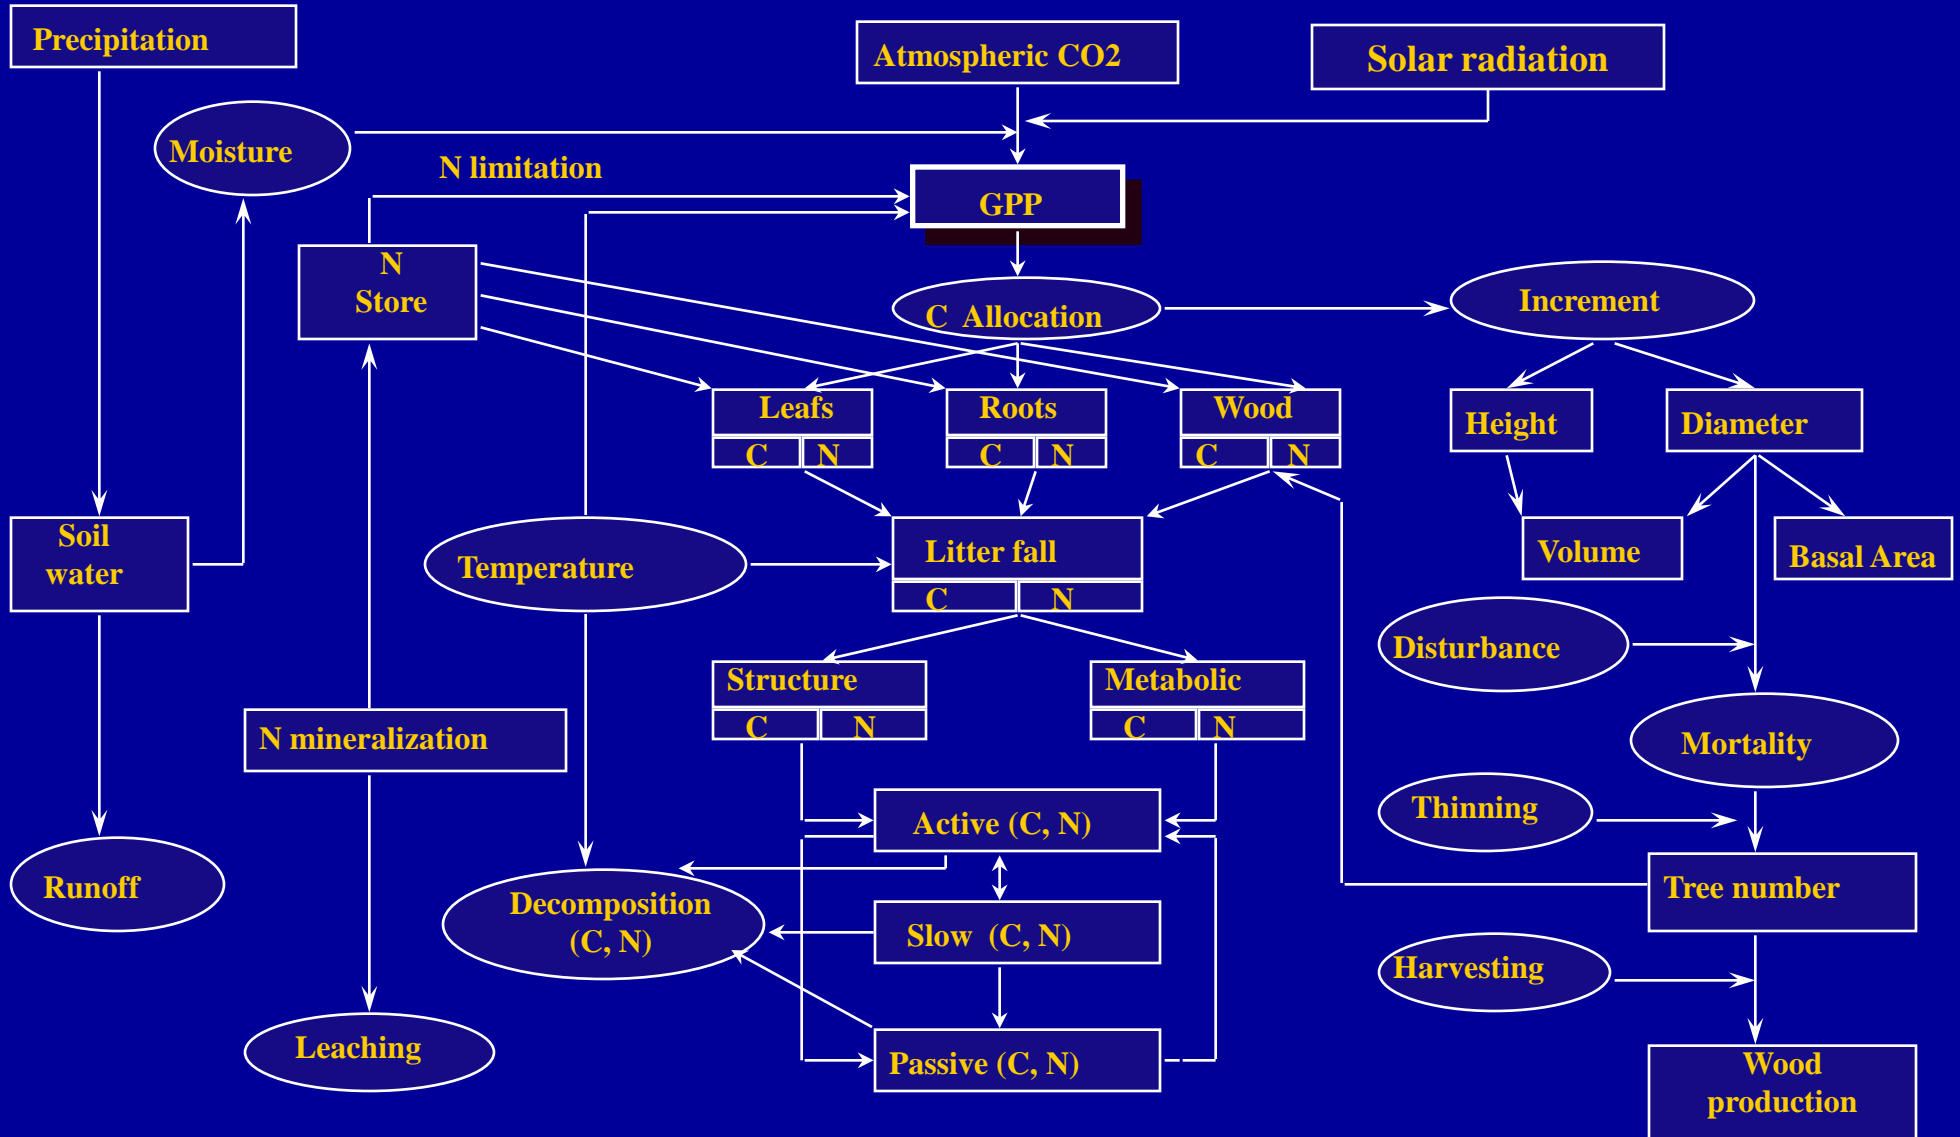 Precipitation
Atmospheric CO2
Solar radiation
Moisture
N limitation
GPP
N
Store
C Allocation
Increment
Leafs
Roots
Wood
C N
C N
C N
Height
Diameter
Soil
water
Temperature
Litter fall
C N
Volume
Basal Area
Disturbance
Structure
Metabolic
C N
C N
N mineralization
Mortality
Thinning
Active (C, N)
Runoff
Decomposition
(C, N)
Slow (C, N)
Tree number
Harvesting
Leaching
Passive (C, N)
Wood
production